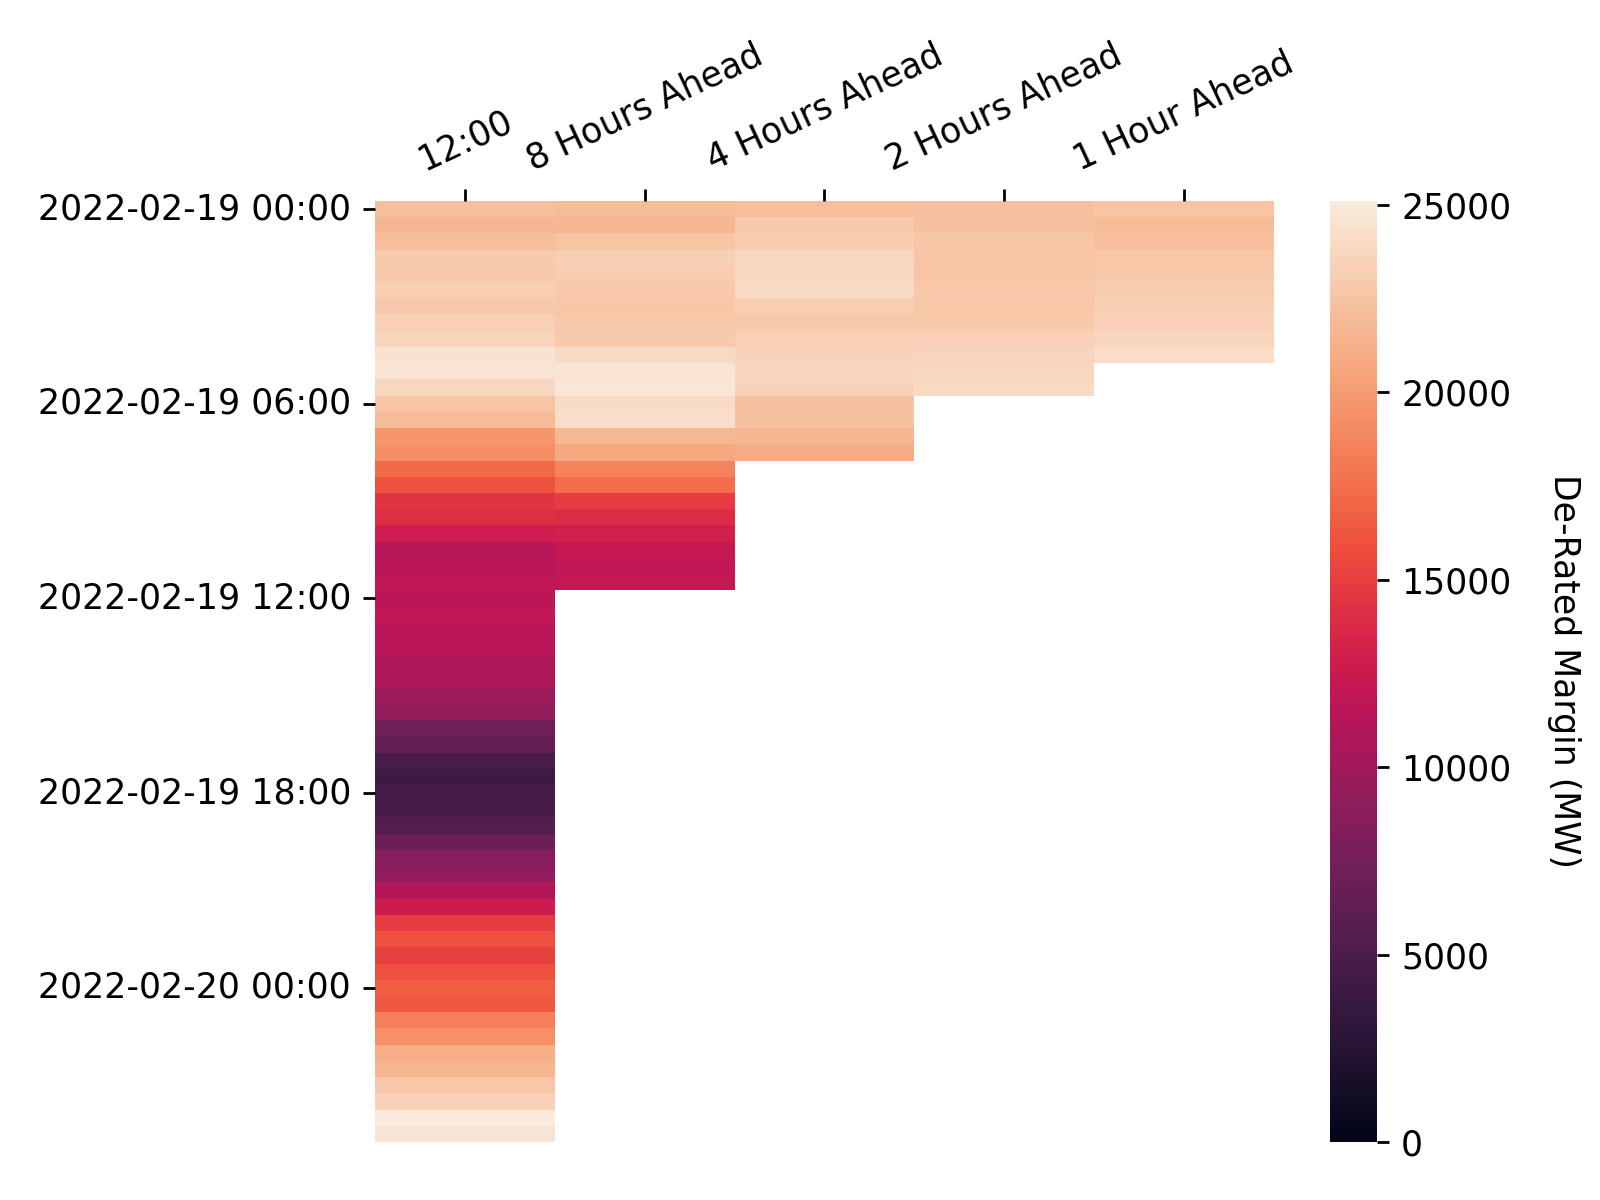 12:00
8 Hours Ahead
4 Hours Ahead
2 Hours Ahead
1 Hour Ahead
2022-02-19 00:00
2022-02-19 06:00
2022-02-19 12:00
2022-02-19 18:00
2022-02-20 00:00
25000
20000
15000
10000
5000
0
De-Rated Margin (MW)